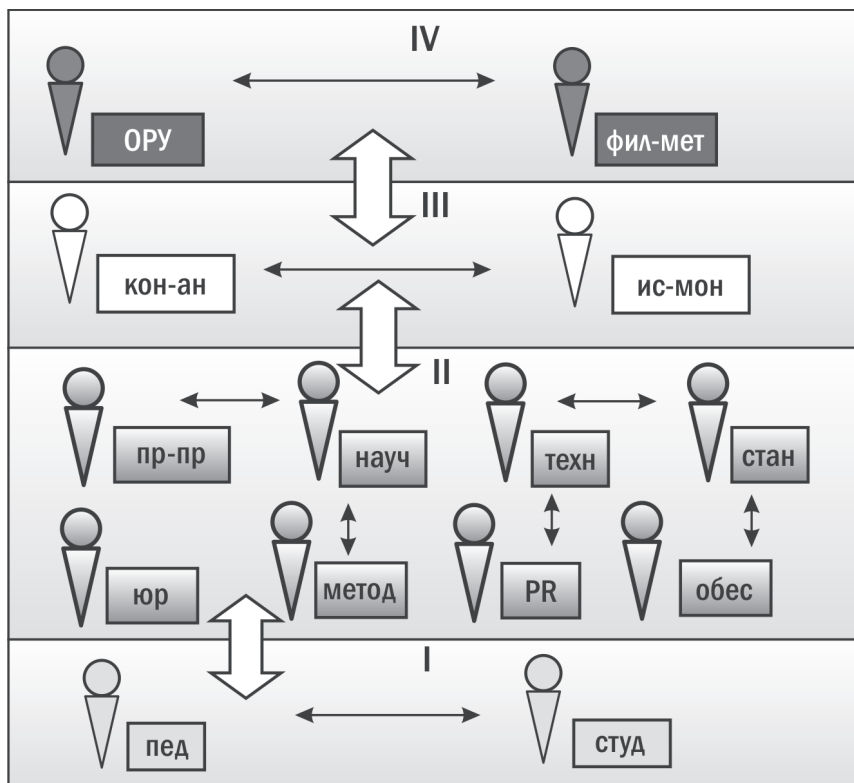 IV
ОРУ
фил-мет
III
кон-ан
ис-мон
II
пр-пр
науч
техн
стан
юр
метод
PR
обес
I
пед
студ